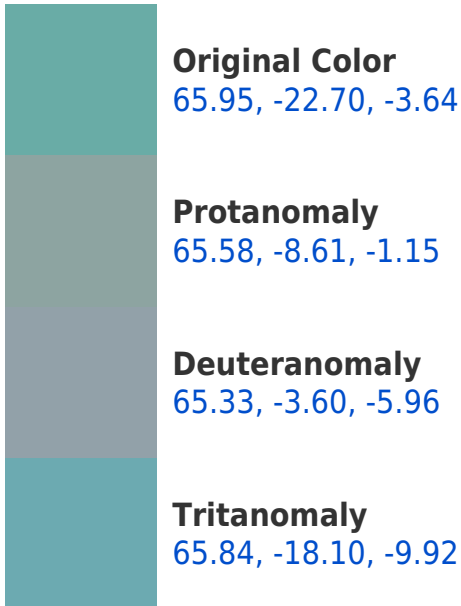 Original Color
65.95, -22.70, -3.64
Protanomaly
65.58, -8.61, -1.15
Deuteranomaly
65.33, -3.60, -5.96
Tritanomaly
65.84, -18.10, -9.92